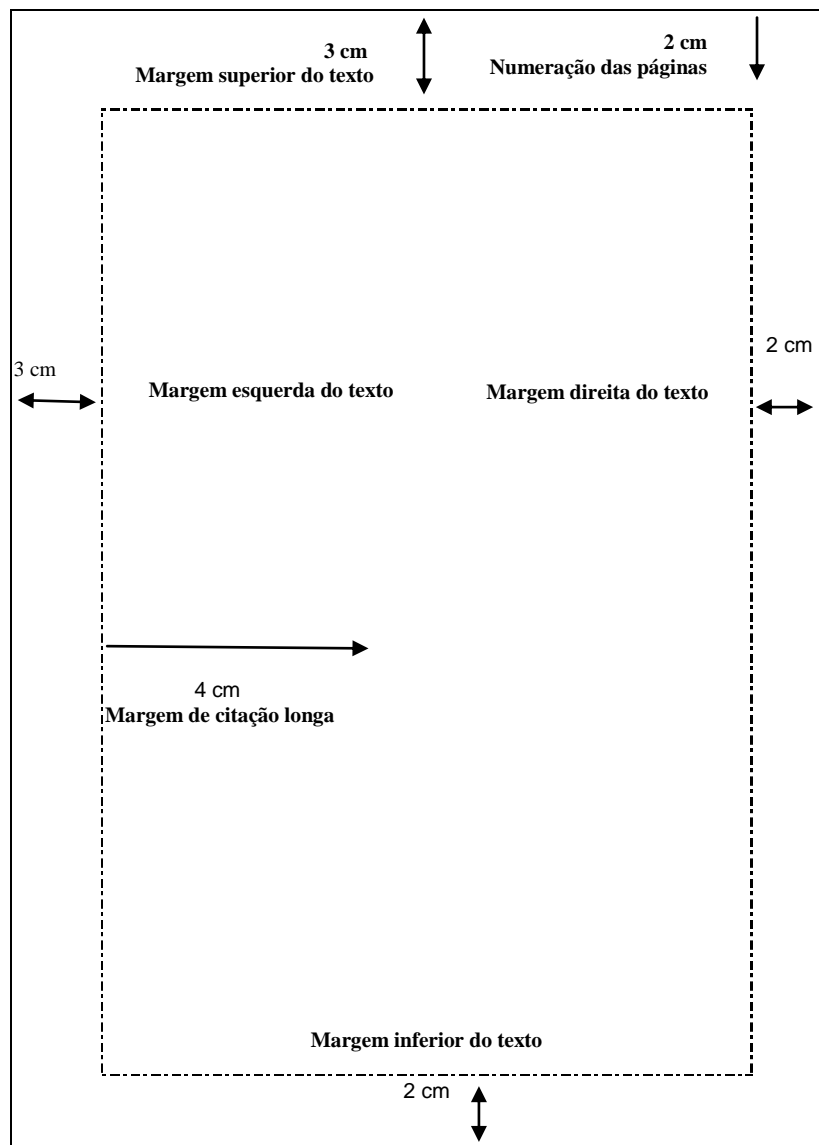 3 cm
Margem superior do texto
2 cm
Numeração das páginas
3 cm
Margem esquerda do texto
Margem direita do texto
2 cm
4 cm
Margem de citação longa
Margem inferior do texto
2 cm